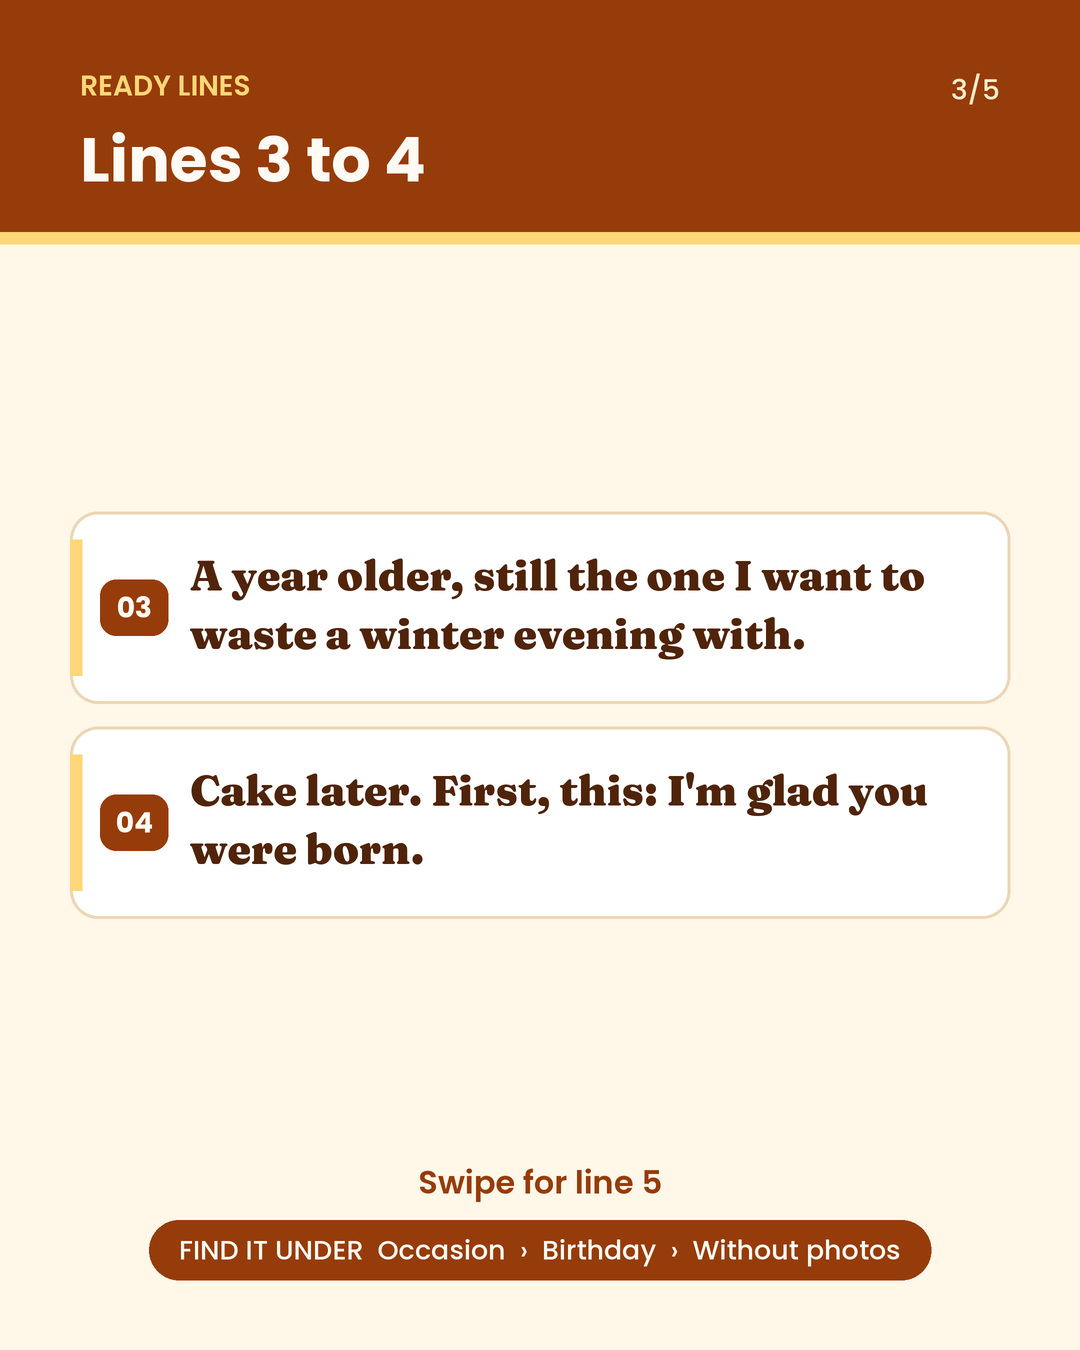 READY LINES
3/5
Lines 3 to 4
03
A year older, still the one I want to
waste a winter evening with.
04
Cake later. First, this: I'm glad you
were born.
Swipe for line 5
FIND IT UNDER Occasion › Birthday › Without photos